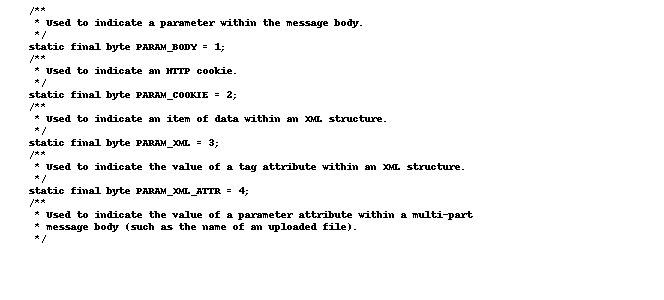 /**
 * Used to indicate a parameter within the message body.
 */
static final byte PARAM_BODY = 1;
/**
 * Used to indicate an HTTP cookie.
 */
static final byte PARAM_COOKIE = 2;
/**
 * Used to indicate an item of data within an XML structure.
 */
static final byte PARAM_XML = 3;
/**
 * Used to indicate the value of a tag attribute within an XML structure.
 */
static final byte PARAM_XML_ATTR = 4;
/**
 * Used to indicate the value of a parameter attribute within a multi-part
 * message body (such as the name of an uploaded file).
 */